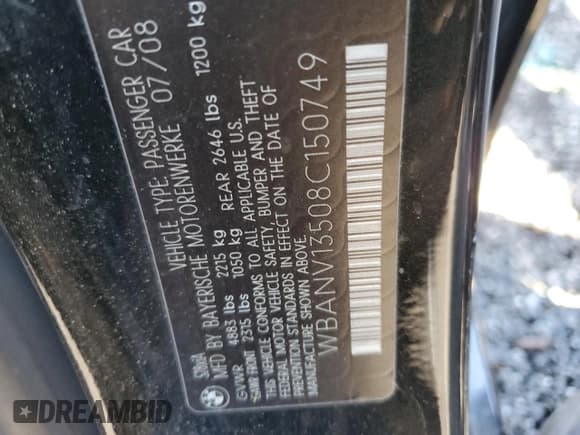 VEHICLE TYPE: PASSENGER CAR
MFD BY BAYERISCHE MOTORENWERKE 07/08
GVWR 4883 lbs 2215 kg
GAWR FRONT 2315 lbs 1050 kg REAR 2646 lbs 1200 kg
THIS VEHICLE CONFORMS TO ALL APPLICABLE U.S.
FEDERAL MOTOR VEHICLE SAFETY, BUMPER AND THEFT
PREVENTION STANDARDS IN EFFECT ON THE DATE OF
MANUFACTURE SHOWN ABOVE.
WBANV13508C150749
DREAMBID